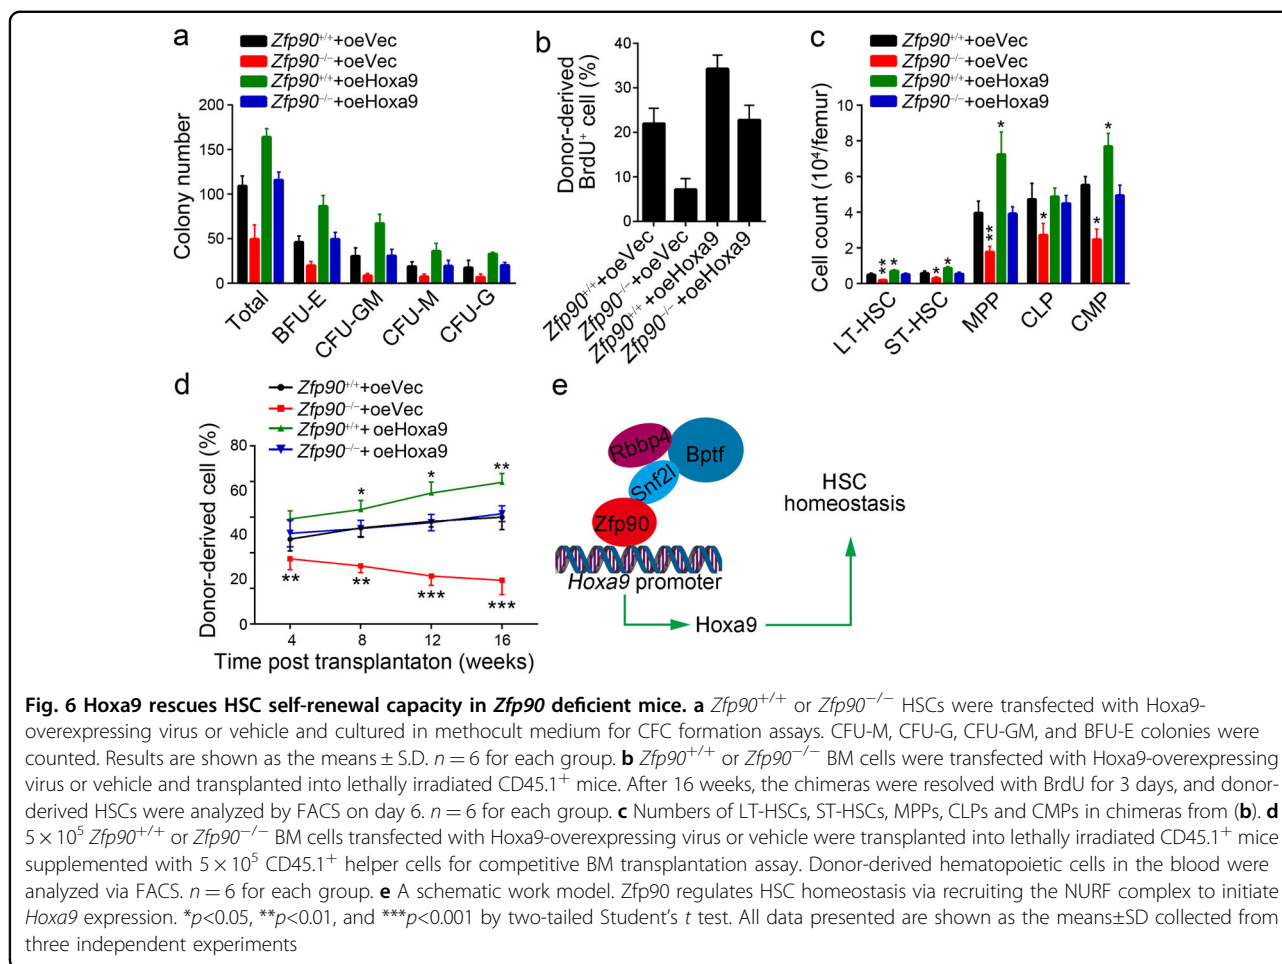 a
Zfp90+/++oeVec
Zfp90−/−+oeVec
Zfp90+/++oeHoxa9
Zfp90−/−+oeHoxa9
Colony number
200
150
100
50
0
Total
BFU-E
CFU-GM
CFU-M
CFU-G
b
Donor-derived
BrdU+ cell (%)
40
30
20
10
0
Zfp90+/++oeVec
Zfp90−/−+oeVec
Zfp90+/++oeHoxa9
Zfp90−/−+oeHoxa9
c
Zfp90+/++oeVec
Zfp90−/−+oeVec
Zfp90+/++oeHoxa9
Zfp90−/−+oeHoxa9
Cell count (10⁴/femur)
10
8
6
4
2
0
** * * * ** * * * *
LT-HSC
ST-HSC
MPP
CLP
CMP
d
Zfp90+/++oeVec
Zfp90−/−+oeVec
Zfp90+/++oeHoxa9
Zfp90−/−+oeHoxa9
Donor-derived cell (%)
80
60
40
20
0
* * **
** ** *** ***
4 8 12 16
Time post transplantaton (weeks)
e
Rbbp4
Bptf
Snf2l
Zfp90
Hoxa9 promoter
Hoxa9
HSC
homeostasis
Fig. 6 Hoxa9 rescues HSC self-renewal capacity in Zfp90 deficient mice. a Zfp90+/+ or Zfp90−/− HSCs were transfected with Hoxa9-
overexpressing virus or vehicle and cultured in methocult medium for CFC formation assays. CFU-M, CFU-G, CFU-GM, and BFU-E colonies were
counted. Results are shown as the means ± S.D. n = 6 for each group. b Zfp90+/+ or Zfp90−/− BM cells were transfected with Hoxa9-overexpressing
virus or vehicle and transplanted into lethally irradiated CD45.1+ mice. After 16 weeks, the chimeras were resolved with BrdU for 3 days, and donor-
derived HSCs were analyzed by FACS on day 6. n = 6 for each group. c Numbers of LT-HSCs, ST-HSCs, MPPs, CLPs and CMPs in chimeras from (b). d
5 × 10⁵ Zfp90+/+ or Zfp90−/− BM cells transfected with Hoxa9-overexpressing virus or vehicle were transplanted into lethally irradiated CD45.1+ mice
supplemented with 5 × 10⁵ CD45.1+ helper cells for competitive BM transplantation assay. Donor-derived hematopoietic cells in the blood were
analyzed via FACS. n = 6 for each group. e A schematic work model. Zfp90 regulates HSC homeostasis via recruiting the NURF complex to initiate
Hoxa9 expression. *p<0.05, **p<0.01, and ***p<0.001 by two-tailed Student's t test. All data presented are shown as the means±SD collected from
three independent experiments